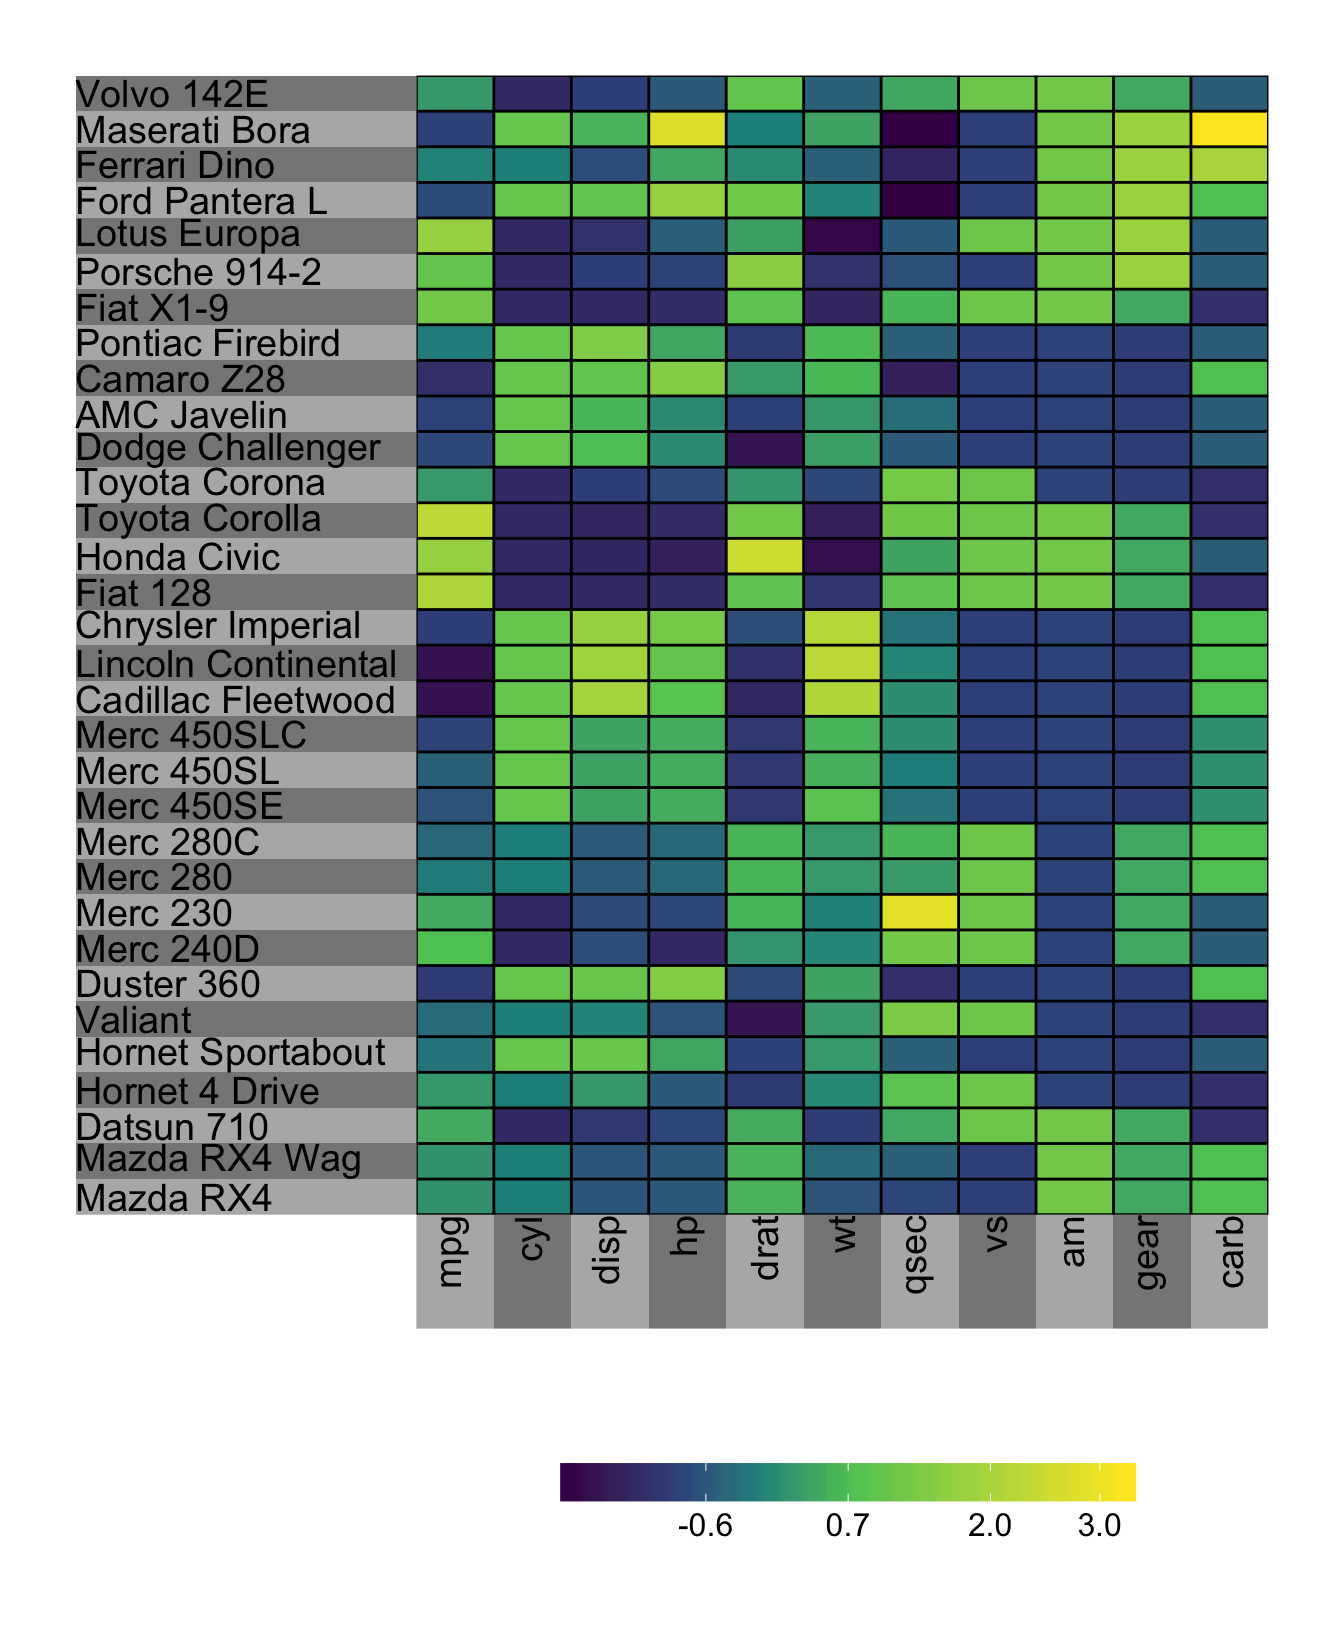 Volvo 142E
Maserati Bora
Ferrari Dino
Ford Pantera L
Lotus Europa
Porsche 914-2
Fiat X1-9
Pontiac Firebird
Camaro Z28
AMC Javelin
Dodge Challenger
Toyota Corona
Toyota Corolla
Honda Civic
Fiat 128
Chrysler Imperial
Lincoln Continental
Cadillac Fleetwood
Merc 450SLC
Merc 450SL
Merc 450SE
Merc 280C
Merc 280
Merc 230
Merc 240D
Duster 360
Valiant
Hornet Sportabout
Hornet 4 Drive
Datsun 710
Mazda RX4 Wag
Mazda RX4
mpg cyl disp hp drat wt qsec vs am gear carb
-0.6 0.7 2.0 3.0